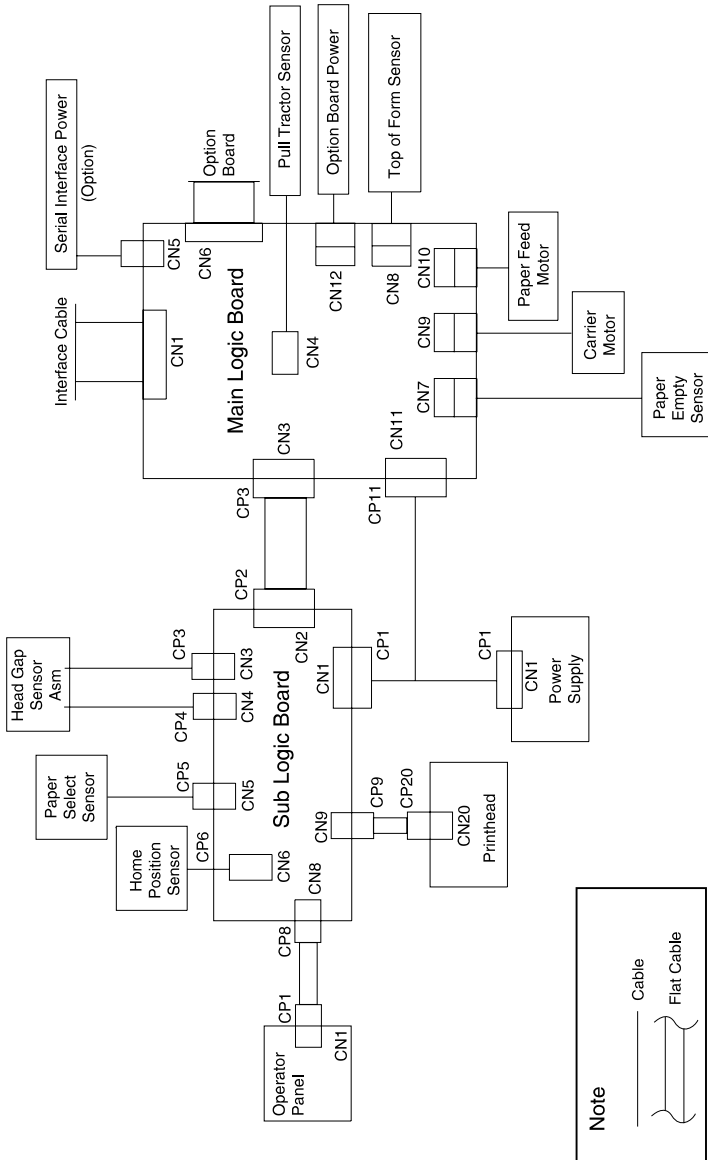 Serial Interface Power
(Option)
Interface Cable
Option
Board
Pull Tractor Sensor
Option Board Power
Top of Form Sensor
CN5
CN6
CN1
CN12
CN8
CN4
Main Logic Board
CN10
CN9
CN7
Paper Feed
Motor
Carrier
Motor
Paper
Empty
Sensor
CN3
CN11
CP3
CP11
CP2
CN2
Head Gap
Sensor
Asm
CP3
CN3
CP4
CN4
Paper
Select
Sensor
CP5
CN5
Home
Position
Sensor
CP6
CN6
Sub Logic Board
CN1
CP1
CP1
CN1
Power
Supply
CN9
CP9
CP20
CN20
Printhead
CN8
CP8
CP1
CN1
Operator
Panel
Note
Cable
Flat Cable